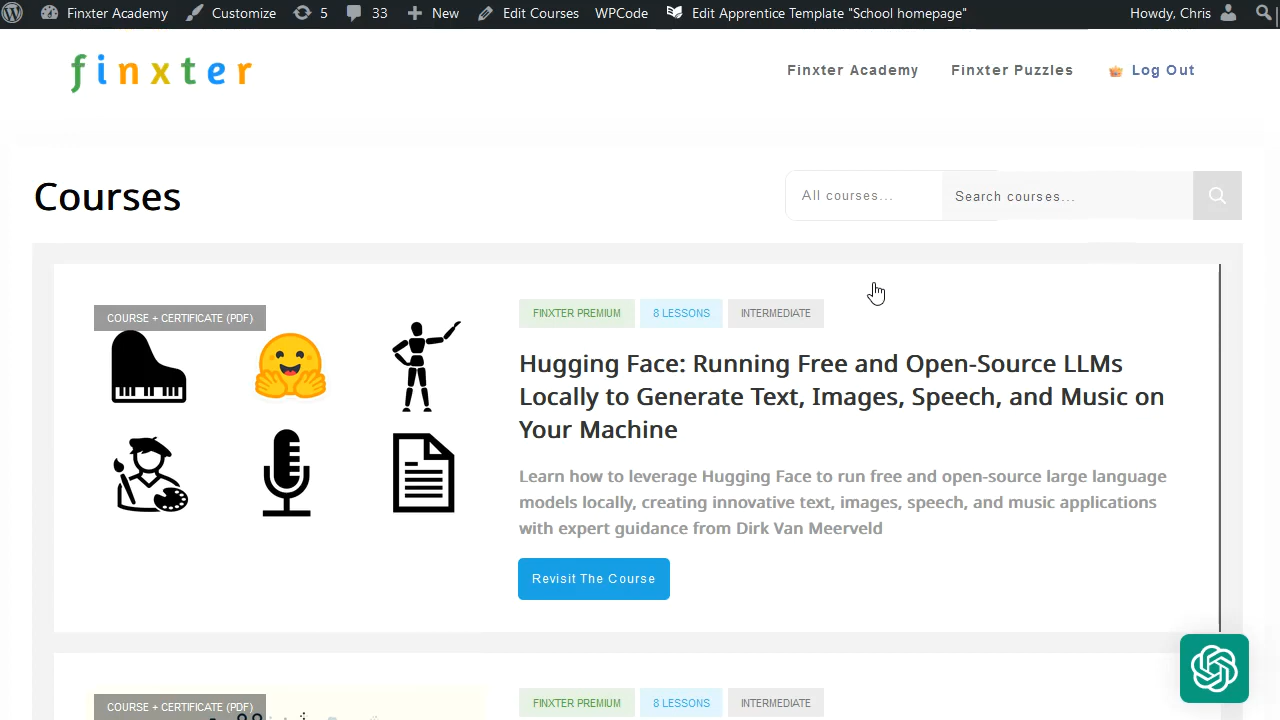 Finxter Academy Customize 5 33 New Edit Courses WPCode Edit Apprentice Template "School homepage" Howdy, Chris
finxter Finxter Academy Finxter Puzzles Log Out
Courses All courses... Search courses...
COURSE + CERTIFICATE (PDF) FINXTER PREMIUM 8 LESSONS INTERMEDIATE
Hugging Face: Running Free and Open-Source LLMs
Locally to Generate Text, Images, Speech, and Music on
Your Machine
Learn how to leverage Hugging Face to run free and open-source large language
models locally, creating innovative text, images, speech, and music applications
with expert guidance from Dirk Van Meerveld
Revisit The Course
COURSE + CERTIFICATE (PDF) FINXTER PREMIUM 8 LESSONS INTERMEDIATE